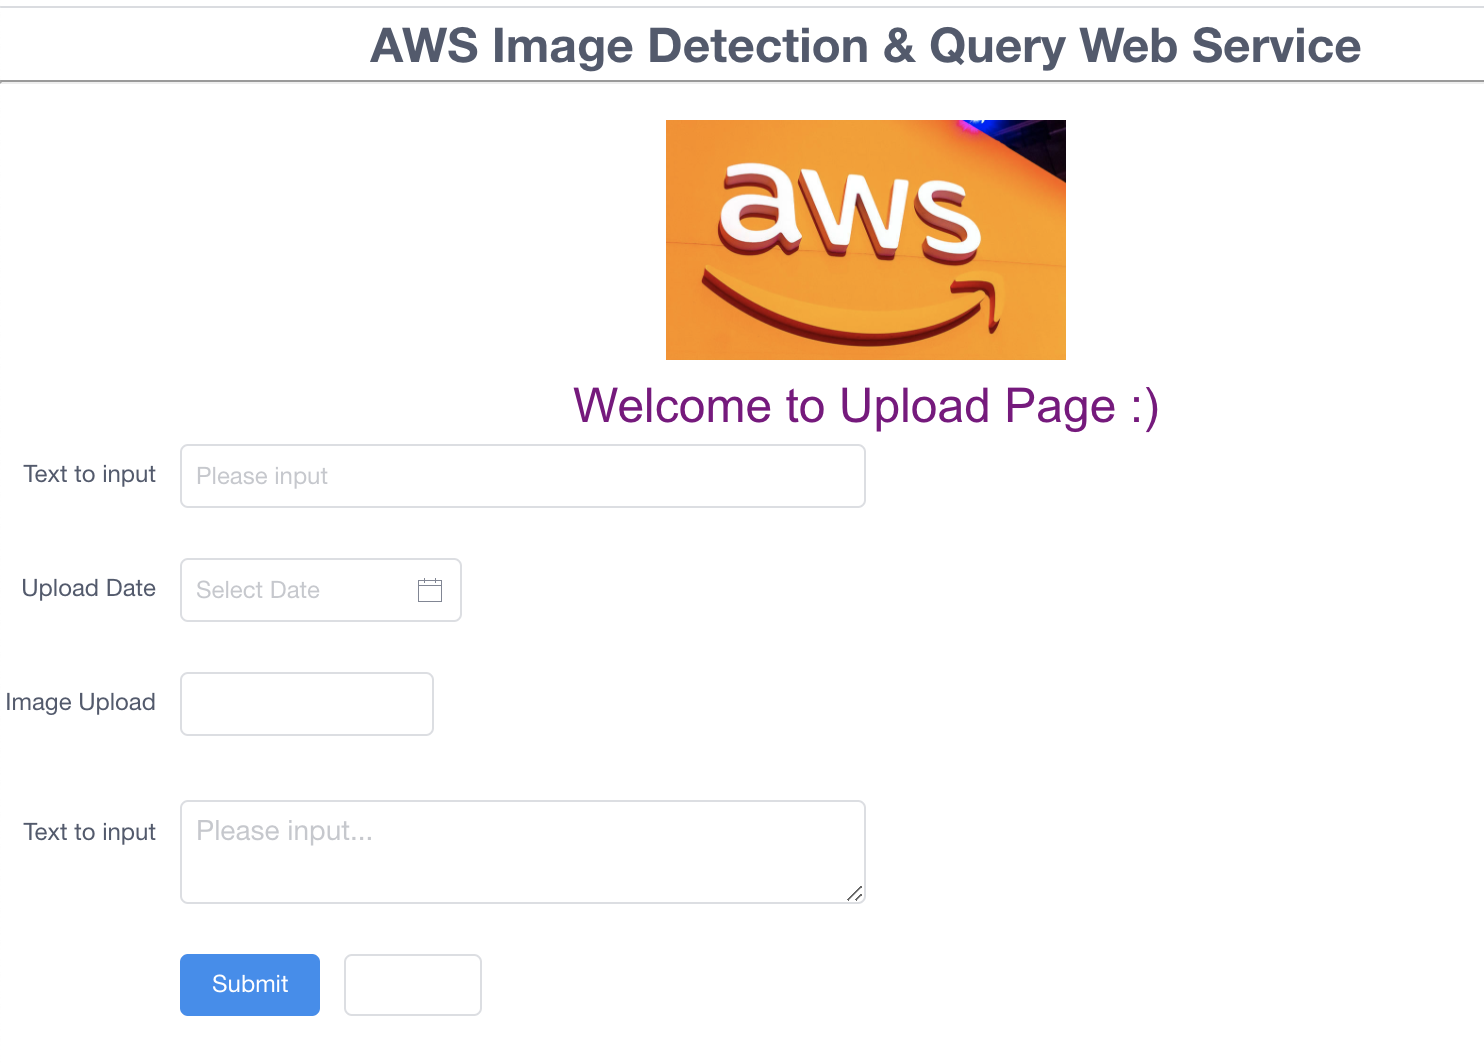 AWS Image Detection & Query Web Service
aws
Welcome to Upload Page :)
Text to input
Please input
Upload Date
Select Date
Image Upload
Text to input
Please input...
Submit